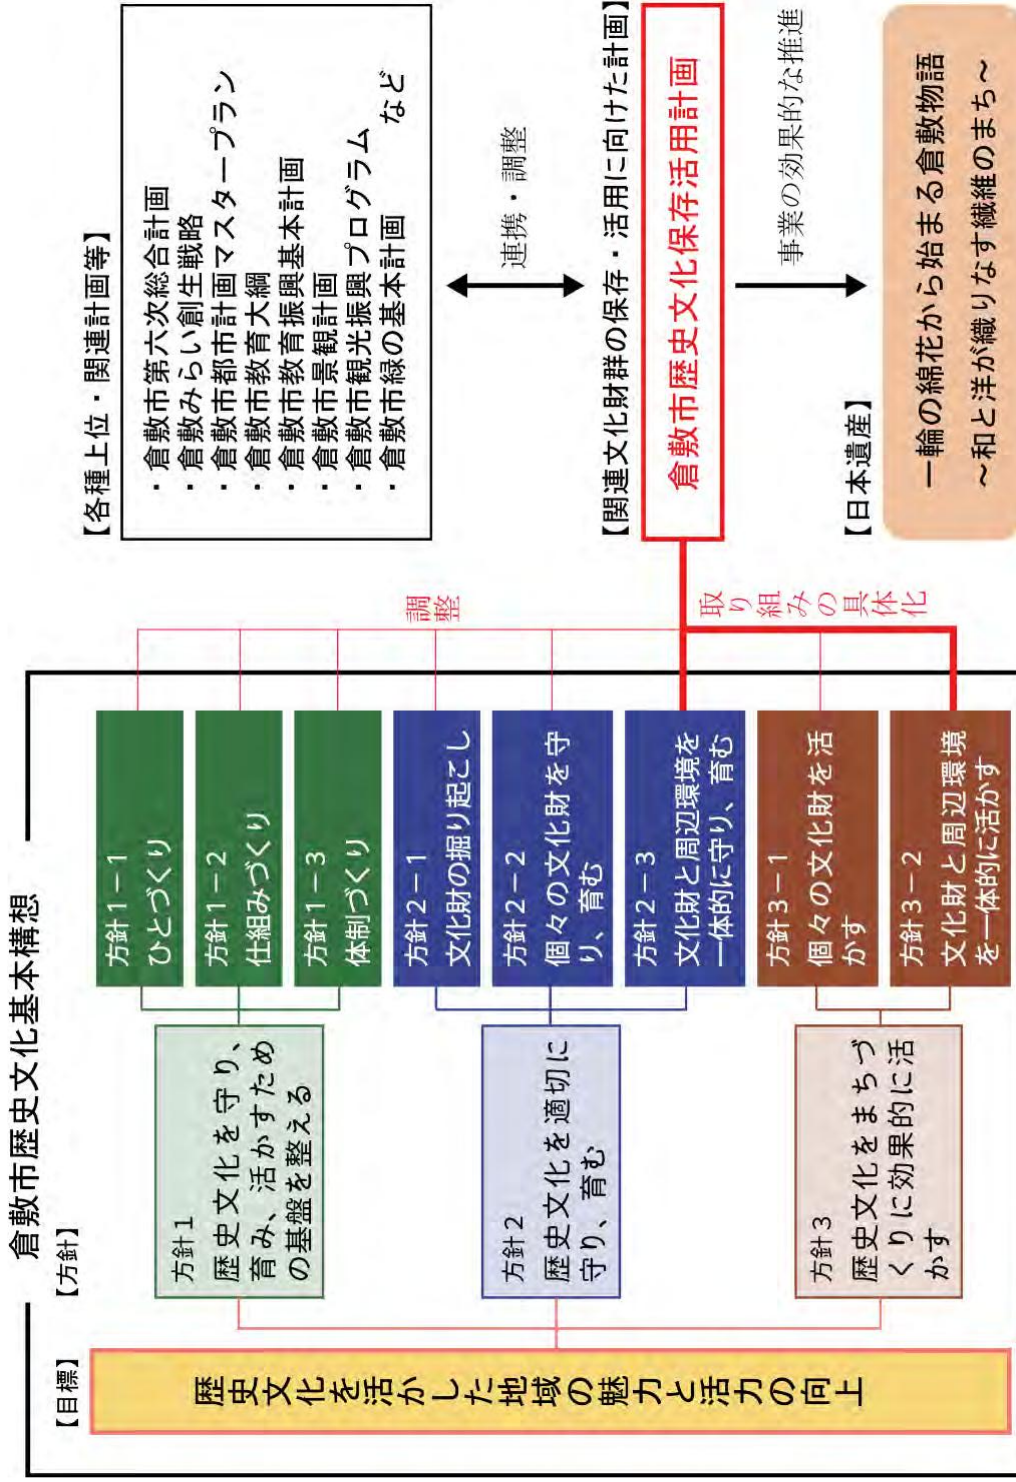 倉敷市歴史文化基本構想
【目標】
歴史文化を活かした地域の魅力と活力の向上
【方針】
方針1
歴史文化を守り、
育み、活かすため
の基盤を整える
方針1－1
ひとづくり
方針1－2
仕組みづくり
方針1－3
体制づくり
方針2
歴史文化を適切に
守り、育む
方針2－1
文化財の掘り起こし
方針2－2
個々の文化財を守
り、育む
方針2－3
文化財と周辺環境を
一体的に守り、育む
方針3
歴史文化をまちづ
くりに効果的に活
かす
方針3－1
個々の文化財を活
かす
方針3－2
文化財と周辺環境
を一体的に活かす
調整
取り組みの具体化
【各種上位・関連計画等】
・倉敷市第六次総合計画
・倉敷みらい創生戦略
・倉敷市都市計画マスタープラン
・倉敷市教育大綱
・倉敷市教育振興基本計画
・倉敷市景観計画
・倉敷市観光振興プログラム
・倉敷市緑の基本計画
など
連携・調整
【関連文化財群の保存・活用に向けた計画】
倉敷市歴史文化保存活用計画
事業の効果的な推進
【日本遺産】
一輪の綿花から始まる倉敷物語
～和と洋が織りなす繊維のまち～